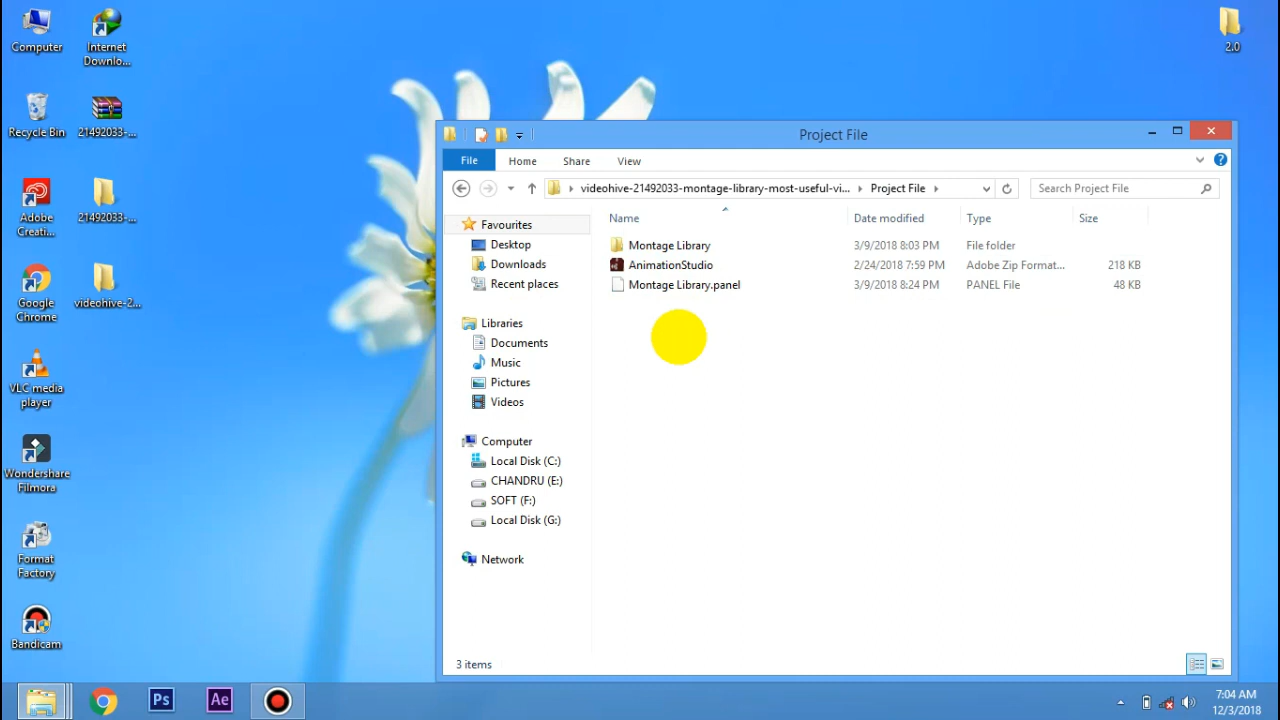 Computer
Internet
Downlo...
2.0
Recycle Bin
21492033-...
Adobe
Creati...
21492033-...
Google
Chrome
videohive-2...
VLC media
player
Wondershare
Filmora
Format
Factory
Bandicam
Project File
File Home Share View
videohive-21492033-montage-library-most-useful-vi... Project File
Search Project File
Name Date modified Type Size
Montage Library 3/9/2018 8:03 PM File folder
AnimationStudio 2/24/2018 7:59 PM Adobe Zip Format... 218 KB
Montage Library.panel 3/9/2018 8:24 PM PANEL File 48 KB
Favourites
Desktop
Downloads
Recent places
Libraries
Documents
Music
Pictures
Videos
Computer
Local Disk (C:)
CHANDRU (E:)
SOFT (F:)
Local Disk (G:)
Network
3 items
Ps
Ae
7:04 AM
12/3/2018